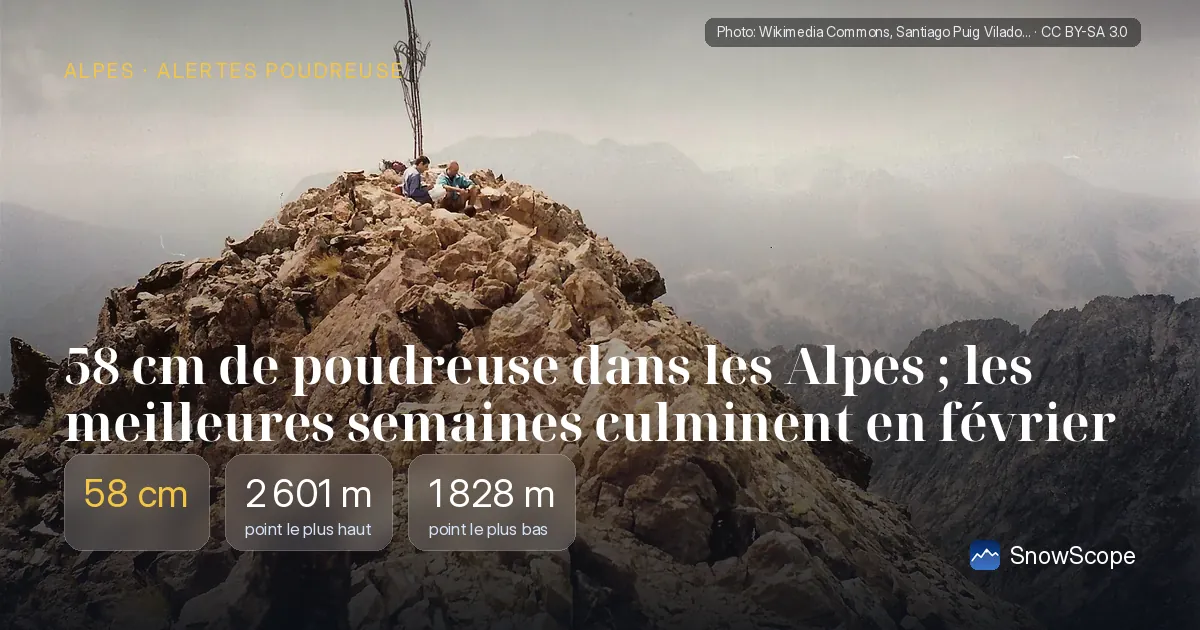 Photo: Wikimedia Commons, Santiago Puig Vilado... · CC BY-SA 3.0
ALPES · ALERTES POUDREUSE
58 cm de poudreuse dans les Alpes ; les
meilleures semaines culminent en février
58 cm
2 601 m
1 828 m
point le plus haut
point le plus bas
SnowScope